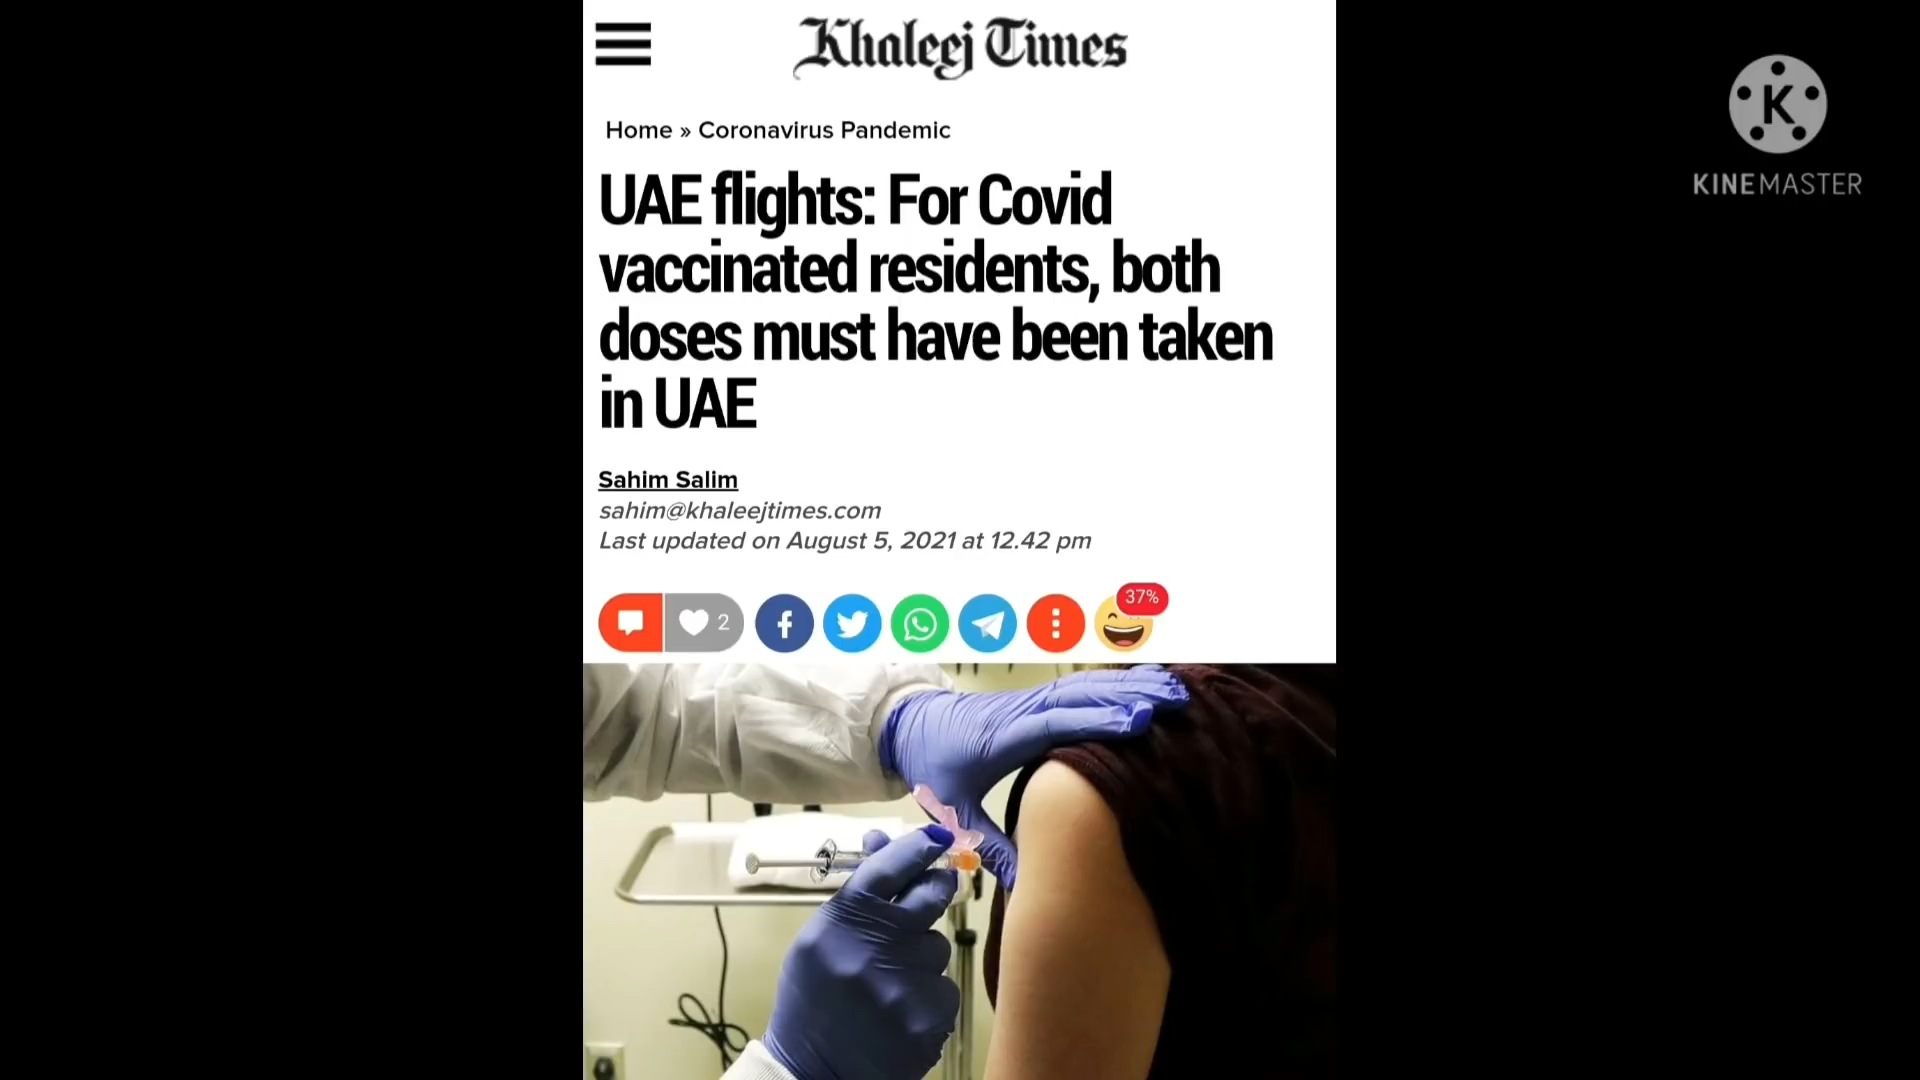 Khaleej Times
Home » Coronavirus Pandemic
UAE flights: For Covid
vaccinated residents, both
doses must have been taken
in UAE
Sahim Salim
sahim@khaleejtimes.com
Last updated on August 5, 2021 at 12.42 pm
2
37%
K
KINEMASTER